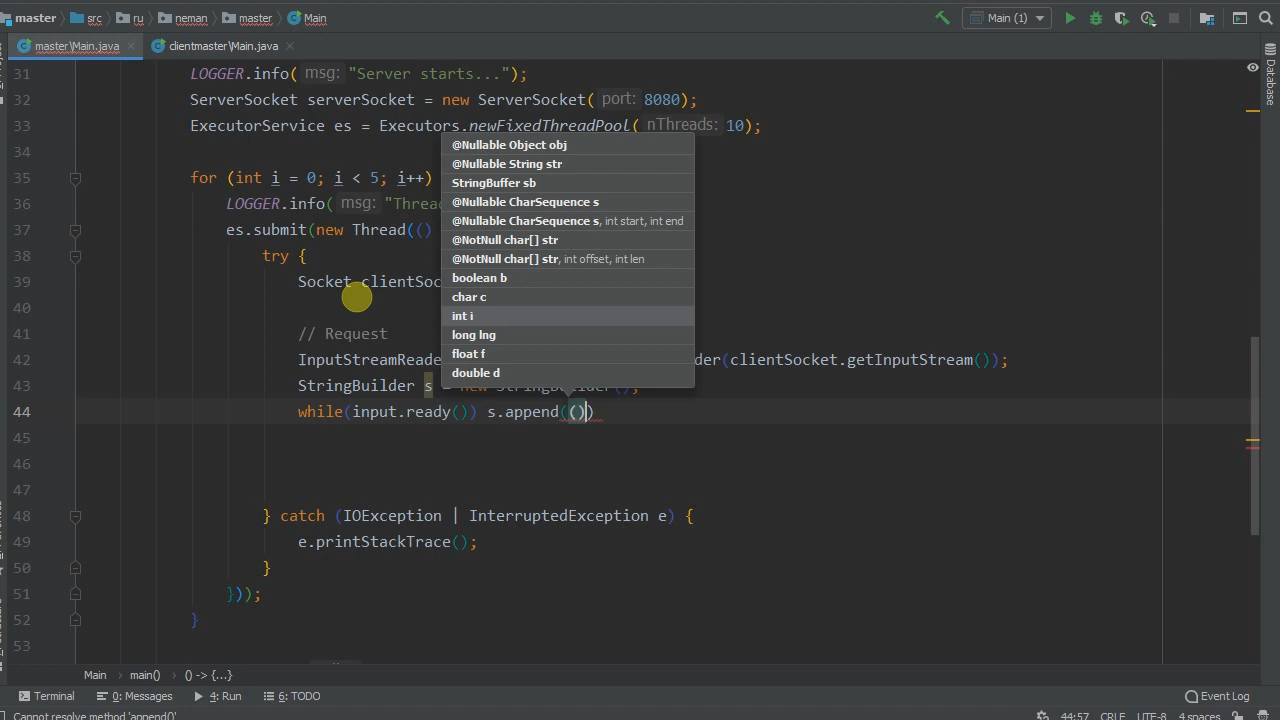 master src ru neman master Main Main (1)
master\Main.java clientmaster\Main.java
31 LOGGER.info( msg: "Server starts...");
32 ServerSocket serverSocket = new ServerSocket( port: 8080);
33 ExecutorService es = Executors.newFixedThreadPool( nThreads: 10);
34
35 for (int i = 0; i < 5; i++)
36 LOGGER.info( msg: "Thread
37 es.submit(new Thread(()
38 try {
39 Socket clientSoc
40
41 // Request
42 InputStreamReade der(clientSocket.getInputStream());
43 StringBuilder s = new StringBuilder();
44 while(input.ready()) s.append(())
45
46
47
48 } catch (IOException | InterruptedException e) {
49 e.printStackTrace();
50 }
51 }));
52 }
53
@Nullable Object obj
@Nullable String str
StringBuffer sb
@Nullable CharSequence s
@Nullable CharSequence s, int start, int end
@NotNull char[] str
@NotNull char[] str, int offset, int len
boolean b
char c
int i
long lng
float f
double d
Database
Main main() () -> {...}
Terminal 0: Messages 4: Run 6: TODO Event Log
Cannot resolve method 'append()' 44:57 CRLF UTF-8 4 spaces